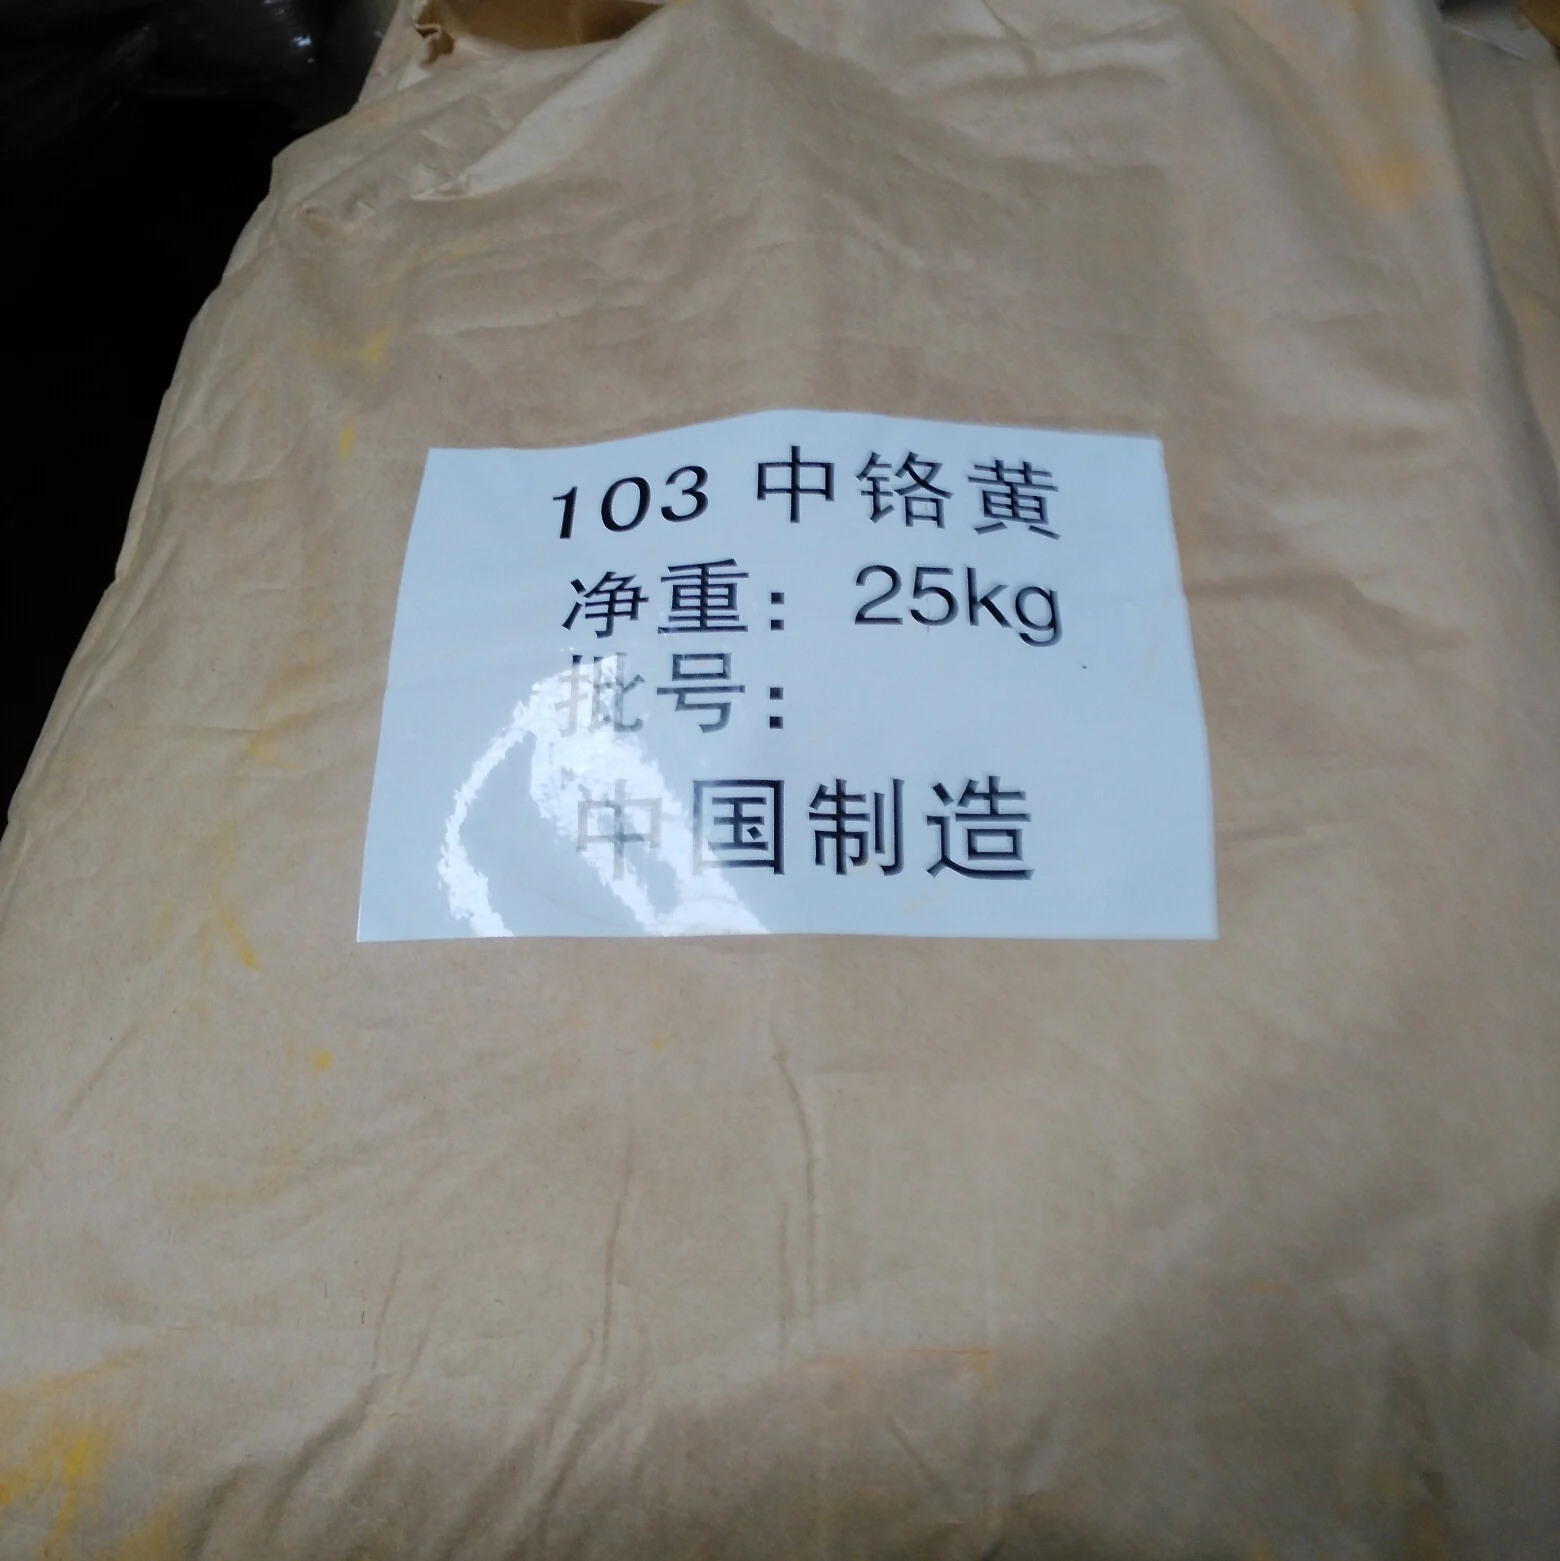 103 中铬黄
净重：25kg
批号：
中国制造